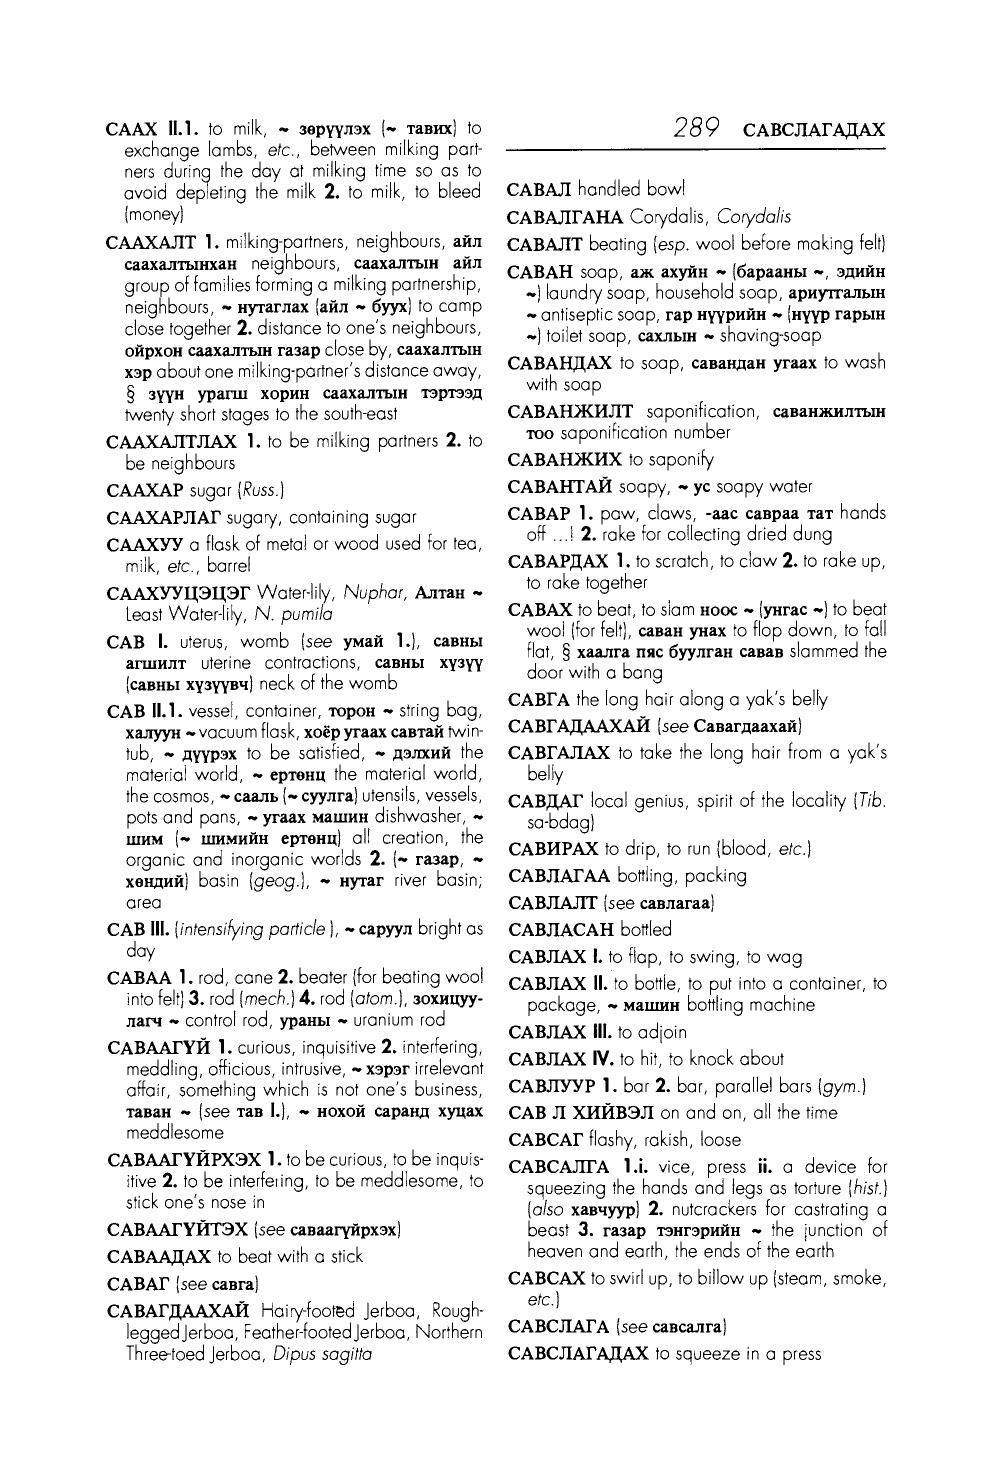 СААХ II.1. to milk, ~ зөрүүлэх (~ тавих) to
exchange lambs, etc., between milking part-
ners during the day at milking time so as to
avoid depleting the milk 2. to milk, to bleed
(money)
СААХАЛТ 1. milking-partners, neighbours, айл
саахалтынхан neighbours, саахалтын айл
group of families forming a milking partnership,
neighbours, ~ нутаглах (айл ~ буух) to camp
close together 2. distance to one's neighbours,
ойрхон саахалтын газар close by, саахалтын
хэр about one milking-partner's distance away,
§ зүүн урагш хорин саахалтын тэртээд
twenty short stages to the south-east
СААХАЛТЛАХ 1. to be milking partners 2. to
be neighbours
СААХАР sugar (Russ.)
СААХАРЛАГ sugary, containing sugar
СААХУУ a flask of metal or wood used for tea,
milk, etc., barrel
СААХУУЦЭЦЭГ Water-lily, Nuphar, Алтан ~
Least Water-lily, N. pumila
САВ I. uterus, womb (see умай 1.), савны
агшилт uterine contractions, савны хүзүү
(савны хүзүүвч) neck of the womb
САВ II.1. vessel, container, торон ~ string bag,
халуун ~ vacuum flask, хоёр угаах савтай twin-
tub, ~ дүүрэх to be satisfied, ~ дэлхий the
material world, ~ ертөнц the material world,
the cosmos, ~ сааль (~ суулга) utensils, vessels,
pots and pans, ~ угаах машин dishwasher, ~
шим (~ шимийн ертөнц) all creation, the
organic and inorganic worlds 2. (~ газар, ~
хөндий) basin (geog.), ~ нутаг river basin;
area
САВ III. (intensifying particle ), ~ саруул bright as
day
САВАА 1. rod, cane 2. beater (for beating wool
into felt) 3. rod (mech.) 4. rod (atom.), зохицуу-
лагч ~ control rod, ураны ~ uranium rod
САВААГҮЙ 1. curious, inquisitive 2. interfering,
meddling, officious, intrusive, ~ хэрэг irrelevant
affair, something which is not one's business,
таван ~ (see тав I.), ~ нохой саранд хуцах
meddlesome
САВААГҮЙРХЭХ 1. to be curious, to be inquis-
itive 2. to be interfering, to be meddlesome, to
stick one's nose in
САВААГҮЙТЭХ (see саваагүйрхэх)
САВААДАХ to beat with a stick
САВАГ (see савга)
САВАГДААХАЙ Hairy-footed Jerboa, Rough-
legged Jerboa, Feather-footed Jerboa, Northern
Three-toed Jerboa, Dipus sagitta
289 САВСЛАГАДАХ
САВАЛ handled bowl
САВАЛГАНА Corydalis, Corydalis
САВАЛТ beating (esp. wool before making felt)
САВАН soap, аж ахуйн ~ (барааны ~, эдийн
~) laundry soap, household soap, ариутгалын
~ antiseptic soap, гар нүүрийн ~ (нүүр гарын
~) toilet soap, сахлын ~ shaving-soap
САВАНДАХ to soap, савандан угаах to wash
with soap
САВАНЖИЛТ saponification, саванжилтын
тоо saponification number
САВАНЖИХ to saponify
САВАНТАЙ soapy, ~ ус soapy water
САВАР 1. paw, claws, -аас савраа тат hands
off ...! 2. rake for collecting dried dung
САВАРДАХ 1. to scratch, to claw 2. to rake up,
to rake together
САВАХ to beat, to slam ноос ~ (унгас ~) to beat
wool (for felt), саван унах to flop down, to fall
flat, § хаалга пяс буулган савав slammed the
door with a bang
САВГА the long hair along a yak's belly
САВГАДААХАЙ (see Савагдаахай)
САВГАЛАХ to take the long hair from a yak's
belly
САВДАГ local genius, spirit of the locality (Tib.
sa-bdag)
САВИРАХ to drip, to run (blood, etc.)
САВЛАГАА bottling, packing
САВЛАЛТ (see савлагаа)
САВЛАСАН bottled
САВЛАХ I. to flap, to swing, to wag
САВЛАХ II. to bottle, to put into a container, to
package, ~ машин bottling machine
САВЛАХ III. to adjoin
САВЛАХ IV. to hit, to knock about
САВЛУУР 1. bar 2. bar, parallel bars (gym.)
САВ Л ХИЙВЭЛ on and on, all the time
САВСАГ flashy, rakish, loose
САВСАЛГА 1.i. vice, press ii. a device for
squeezing the hands and legs as torture (hist.)
(also хавчуур) 2. nutcrackers for castrating a
beast 3. газар тэнгэрийн ~ the junction of
heaven and earth, the ends of the earth
САВСАХ to swirl up, to billow up (steam, smoke,
etc.)
САВСЛАГА (see савсалга)
САВСЛАГАДАХ to squeeze in a press